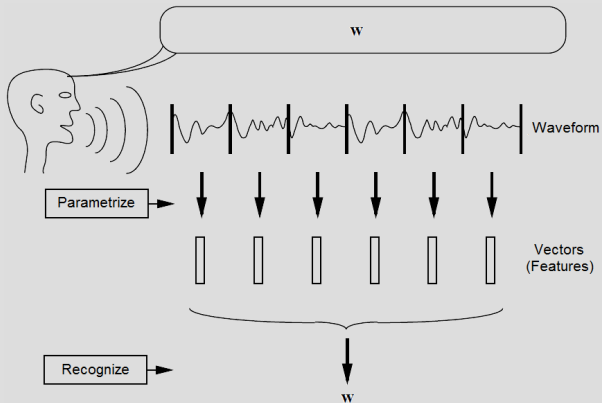 w
Waveform
Parametrize
Vectors
(Features)
Recognize
w